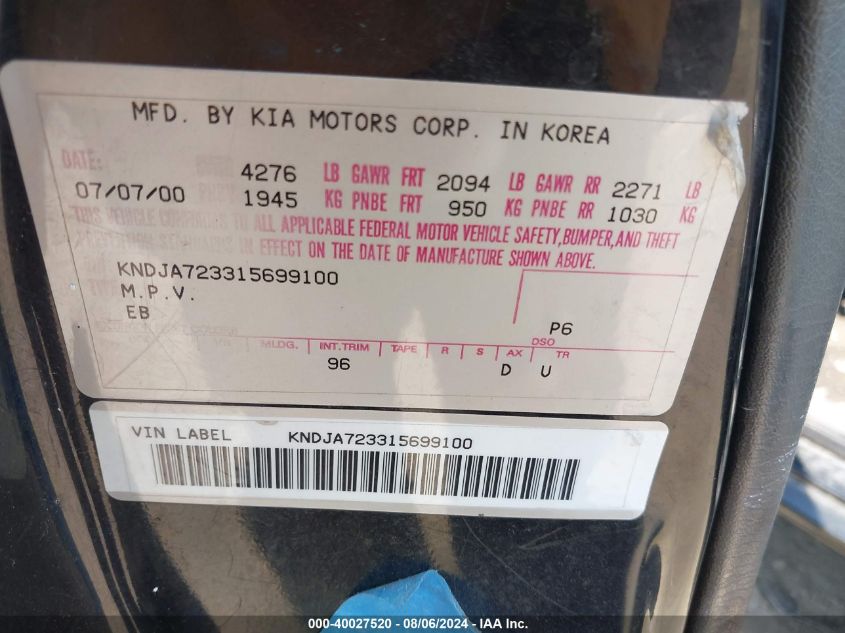 MFD. BY KIA MOTORS CORP. IN KOREA
DATE: 4276 LB GAWR FRT 2094 LB GAWR RR 2271 LB
07/07/00 1945 KG PNBE FRT 950 KG PNBE RR 1030 KG
THIS VEHICLE CONFORMS TO ALL APPLICABLE FEDERAL MOTOR VEHICLE SAFETY, BUMPER, AND THEFT
PREVENTION STANDARDS IN EFFECT ON THE DATE OF MANUFACTURE SHOWN ABOVE.
KNDJA723315699100
M.P.V.
EB
P6
DSO
MLDG. INT.TRIM TAPE R S AX TR
96 D U
VIN LABEL KNDJA723315699100
000-40027520 - 08/06/2024 - IAA Inc.